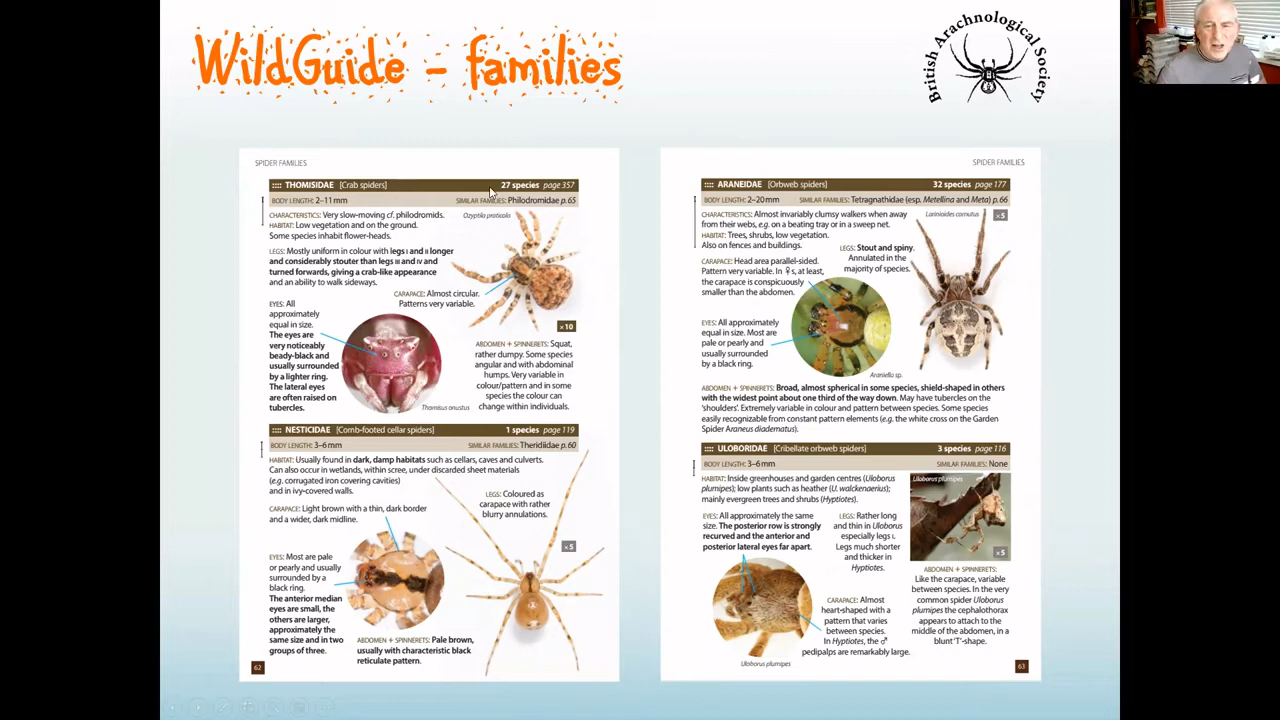 WildGuide – families
British Arachnological Society
SPIDER FAMILIES
THOMISIDAE [Crab spiders] 27 species page 357
BODY LENGTH: 2–11 mm SIMILAR FAMILIES: Philodromidae p.65
CHARACTERISTICS: Very slow-moving cf. philodromids.
HABITAT: Low vegetation and on the ground.
Some species inhabit flower-heads.
Ozyptila praticola
LEGS: Mostly uniform in colour with legs I and II longer
and considerably stouter than legs III and IV and
turned forwards, giving a crab-like appearance
and an ability to walk sideways.
CARAPACE: Almost circular.
Patterns very variable.
EYES: All
approximately
equal in size.
The eyes are
very noticeably
beady-black and
usually surrounded
by a lighter ring.
The lateral eyes
are often raised on
tubercles.
×10
Thomisus onustus
ABDOMEN + SPINNERETS: Squat,
rather dumpy. Some species
angular and with abdominal
humps. Very variable in
colour/pattern and in some
species the colour can
change within individuals.
NESTICIDAE [Comb-footed cellar spiders] 1 species page 119
BODY LENGTH: 3–6 mm SIMILAR FAMILIES: Theridiidae p.60
HABITAT: Usually found in dark, damp habitats such as cellars, caves and culverts.
Can also occur in wetlands, within scree, under discarded sheet materials
(e.g. corrugated iron covering cavities)
and in ivy-covered walls.
CARAPACE: Light brown with a thin, dark border
and a wider, dark midline.
LEGS: Coloured as
carapace with rather
blurry annulations.
×5
EYES: Most are pale
or pearly and usually
surrounded by a
black ring.
The anterior median
eyes are small, the
others are larger,
approximately the
same size and in two
groups of three.
ABDOMEN + SPINNERETS: Pale brown,
usually with characteristic black
reticulate pattern.
62
SPIDER FAMILIES
ARANEIDAE [Orbweb spiders] 32 species page 177
BODY LENGTH: 2–20 mm SIMILAR FAMILIES: Tetragnathidae (esp. Metellina and Meta) p.66
CHARACTERISTICS: Almost invariably clumsy walkers when away
from their webs, e.g. on a beating tray or in a sweep net.
HABITAT: Trees, shrubs, low vegetation.
Also on fences and buildings.
Larinioides cornutus
×5
LEGS: Stout and spiny.
Annulated in the
majority of species.
CARAPACE: Head area parallel-sided.
Pattern very variable. In ♀s, at least,
the carapace is conspicuously
smaller than the abdomen.
EYES: All approximately
equal in size. Most are
pale or pearly and
usually surrounded
by a black ring.
Araniella sp.
ABDOMEN + SPINNERETS: Broad, almost spherical in some species, shield-shaped in others
with the widest point about one third of the way down. May have tubercles on the
'shoulders'. Extremely variable in colour and pattern between species. Some species
easily recognizable from constant pattern elements (e.g. the white cross on the Garden
Spider Araneus diadematus).
ULOBORIDAE [Cribellate orbweb spiders] 3 species page 116
BODY LENGTH: 3–6 mm SIMILAR FAMILIES: None
HABITAT: Inside greenhouses and garden centres (Uloborus
plumipes); low plants such as heather (U. walckenaerius);
mainly evergreen trees and shrubs (Hyptiotes).
Uloborus plumipes
×5
EYES: All approximately the same
size. The posterior row is strongly
recurved and the anterior and
posterior lateral eyes far apart.
LEGS: Rather long
and thin in Uloborus
especially legs I.
Legs much shorter
and thicker in
Hyptiotes.
CARAPACE: Almost
heart-shaped with a
pattern that varies
between species.
In Hyptiotes, the ♂
pedipalps are remarkably large.
Uloborus plumipes
ABDOMEN + SPINNERETS:
Like the carapace, variable
between species. In the very
common spider Uloborus
plumipes the cephalothorax
appears to attach to the
middle of the abdomen, in a
blunt 'T'-shape.
63